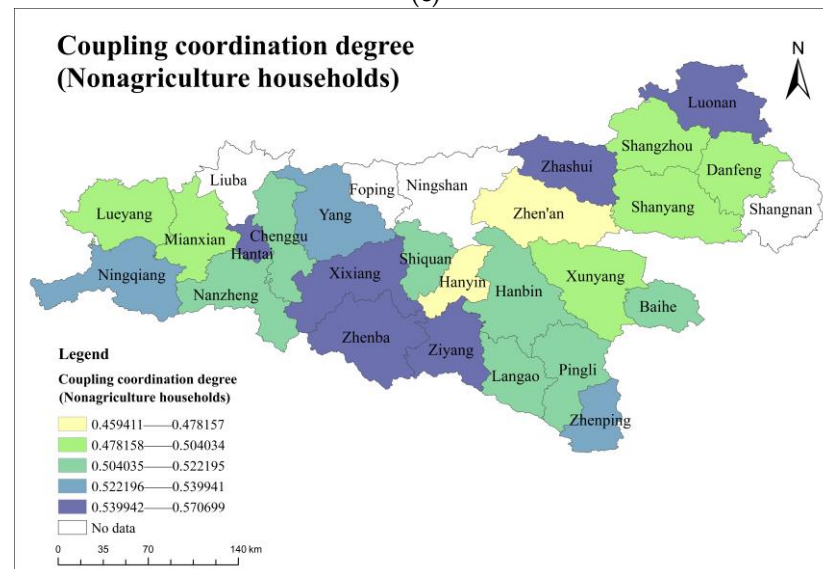 Coupling coordination degree
(Nonagriculture households)
N
Luonan
Shangzhou
Zhashui
Danfeng
Liuba
Foping
Ningshan
Yang
Zhen'an
Shanyang
Shangnan
Lueyang
Mianxian
Chenggu
Hantai
Shiquan
Ningqiang
Xixiang
Hanyin
Hanbin
Xunyang
Nanzheng
Baihe
Zhenba
Ziyang
Langao
Pingli
Zhenping
Legend
Coupling coordination degree
(Nonagriculture households)
0.459411——0.478157
0.478158——0.504034
0.504035——0.522195
0.522196——0.539941
0.539942——0.570699
No data
0 35 70 140 km